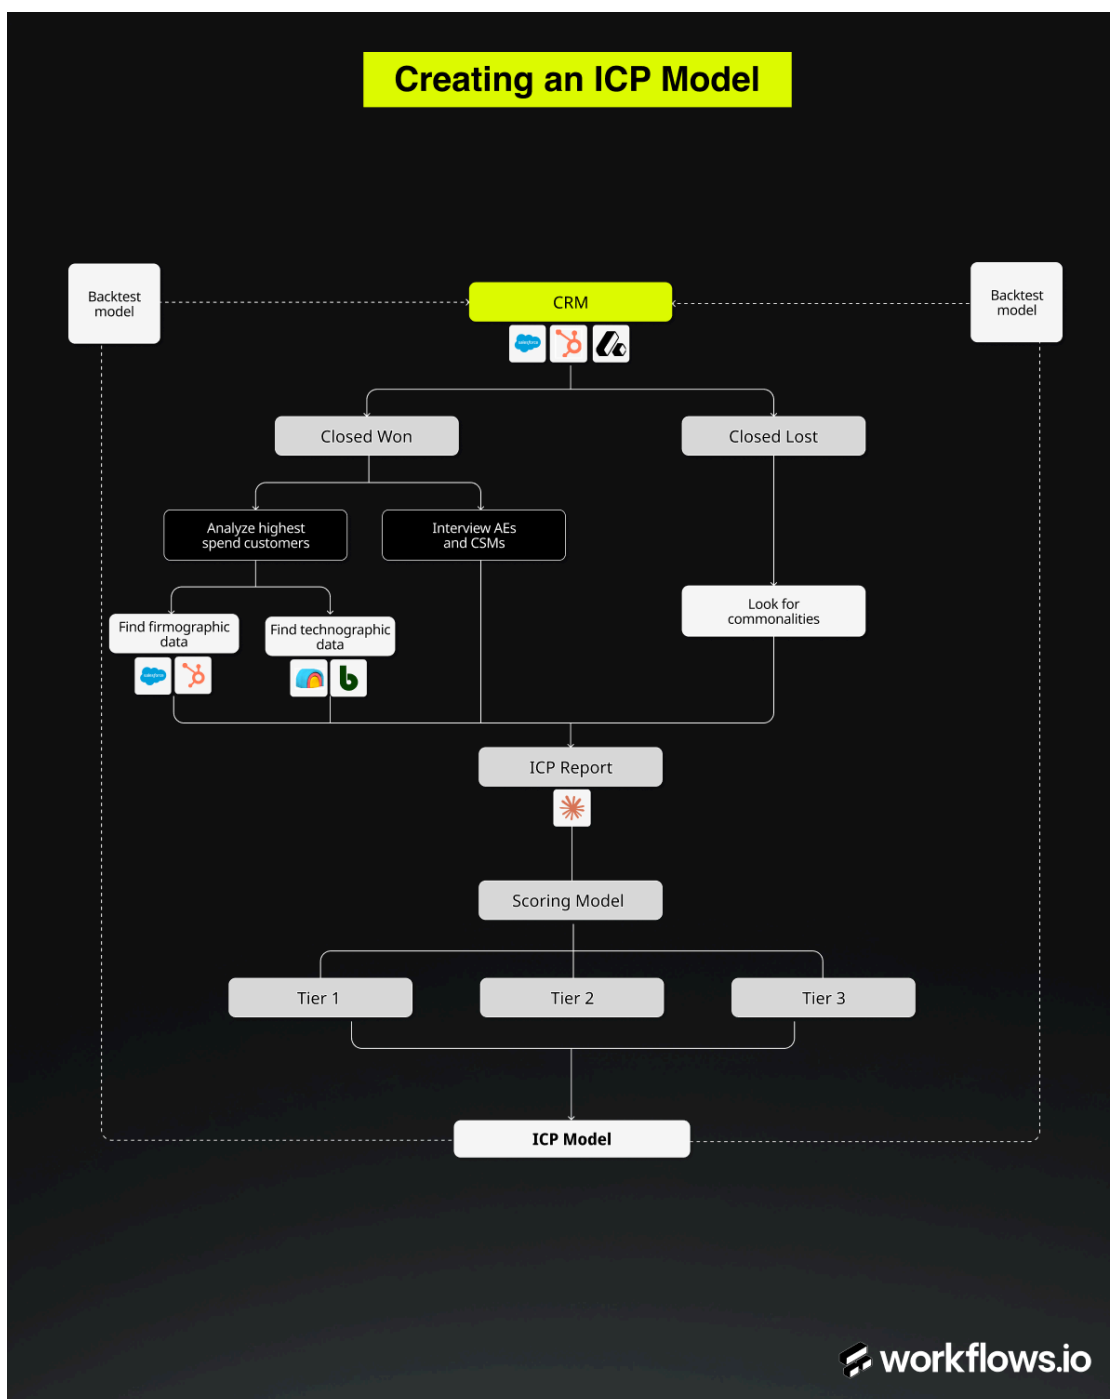 Creating an ICP Model
Backtest
model
CRM
Backtest
model
salesforce
Closed Won
Closed Lost
Analyze highest
spend customers
Interview AEs
and CSMs
Look for
commonalities
Find firmographic
data
Find technographic
data
salesforce
b
ICP Report
Scoring Model
Tier 1
Tier 2
Tier 3
ICP Model
workflows.io